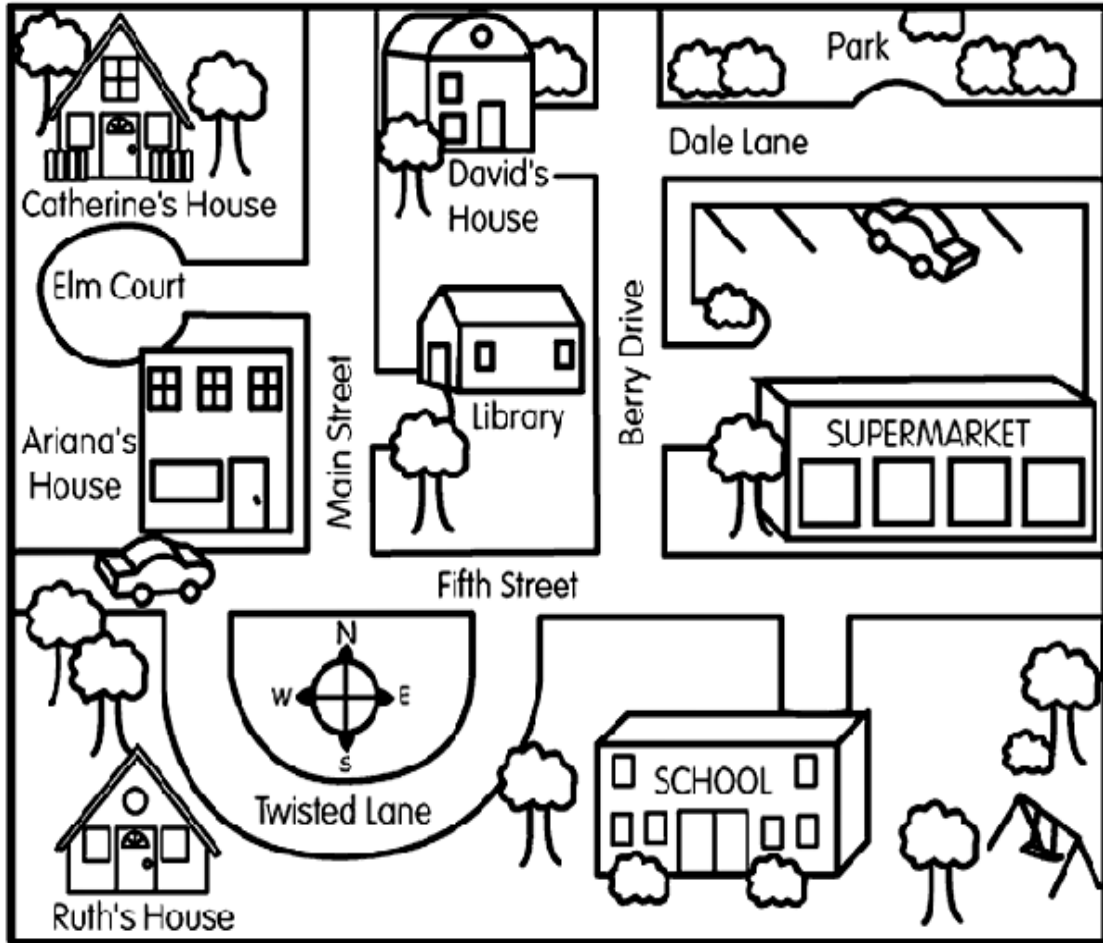 Park
Dale Lane
David's
House
Catherine's House
Elm Court
Main Street
Berry Drive
Library
SUPERMARKET
Ariana's
House
Fifth Street
N
W E
S
SCHOOL
Twisted Lane
Ruth's House